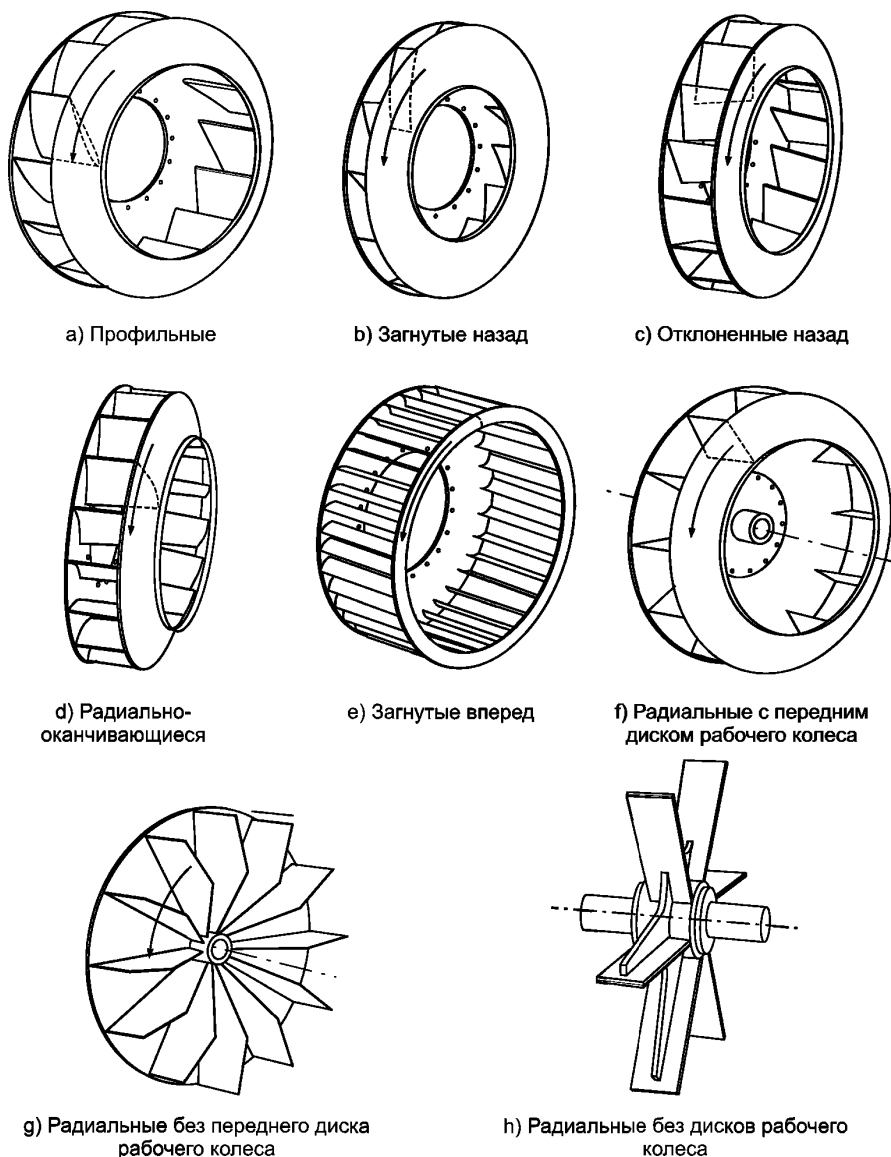 a) Профильные
b) Загнутые назад
c) Отклоненные назад
d) Радиально-
оканчивающиеся
e) Загнутые вперед
f) Радиальные с передним
диском рабочего колеса
g) Радиальные без переднего диска
рабочего колеса
h) Радиальные без дисков рабочего
колеса